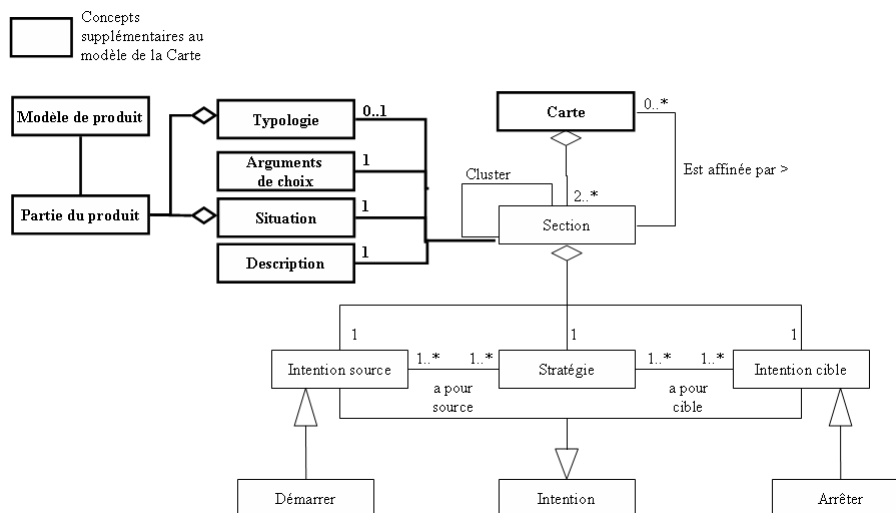 Concepts
supplémentaires au
modèle de la Carte
Modèle de produit
Typologie
0..1
Carte
0..*
Arguments
de choix
1
Cluster
Est affinée par >
2..*
Partie du produit
Situation
1
Section
Description
1
1
1
1
Intention source
1..*
1..*
Stratégie
1..*
1..*
Intention cible
a pour
source
a pour
cible
Démarrer
Intention
Arrêter